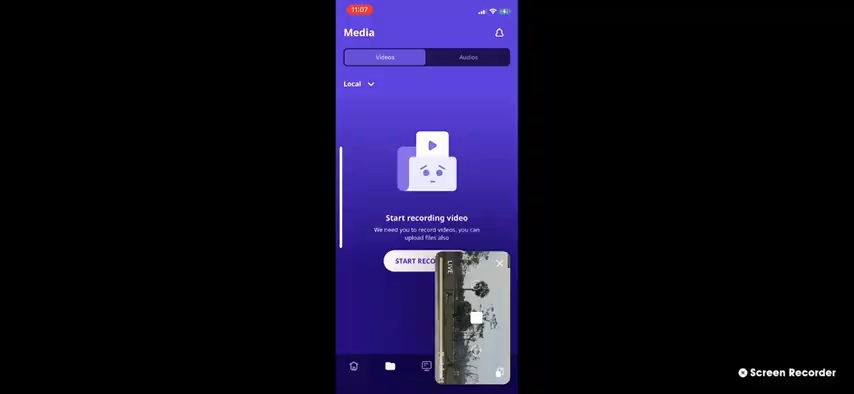 11:07
Media
Videos Audios
Local
Start recording video
We need you to record videos, you can
upload files also
START RECO
LIVE
Screen Recorder